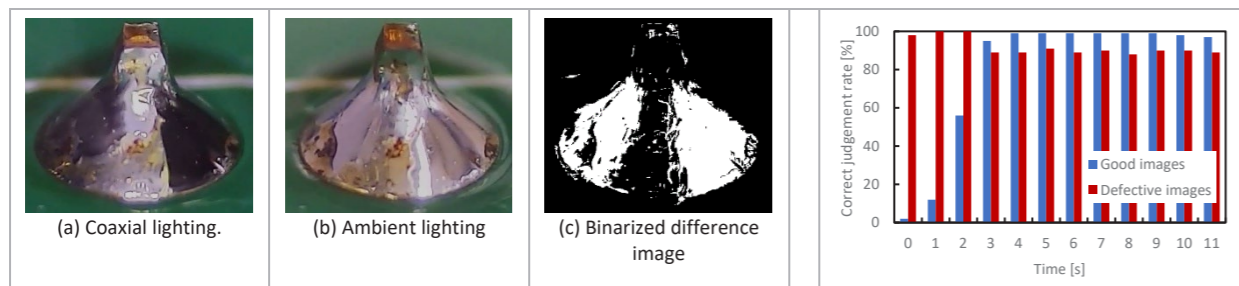 (a) Coaxial lighting.
(b) Ambient lighting
(c) Binarized difference
image
Correct judgement rate [%]
100
80
60
40
20
0
Good images
Defective images
0 1 2 3 4 5 6 7 8 9 10 11
Time [s]